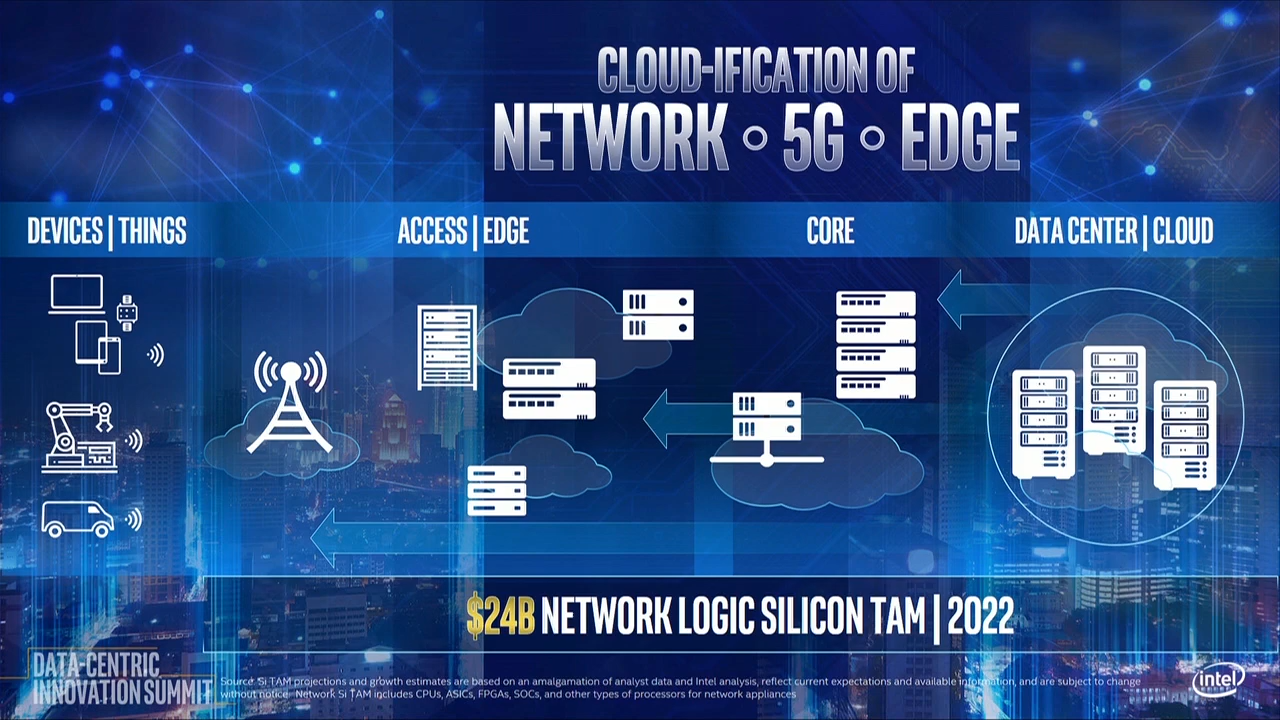 CLOUD-IFICATION OF
NETWORK ○ 5G ○ EDGE
DEVICES | THINGS
ACCESS | EDGE
CORE
DATA CENTER | CLOUD
$24B NETWORK LOGIC SILICON TAM | 2022
DATA-CENTRIC
INNOVATION SUMMIT
Source: Si TAM projections and growth estimates are based on an amalgamation of analyst data and Intel analysis, reflect current expectations and available information, and are subject to change
without notice. Network Si TAM includes CPUs, ASICs, FPGAs, SOCs, and other types of processors for network appliances
intel